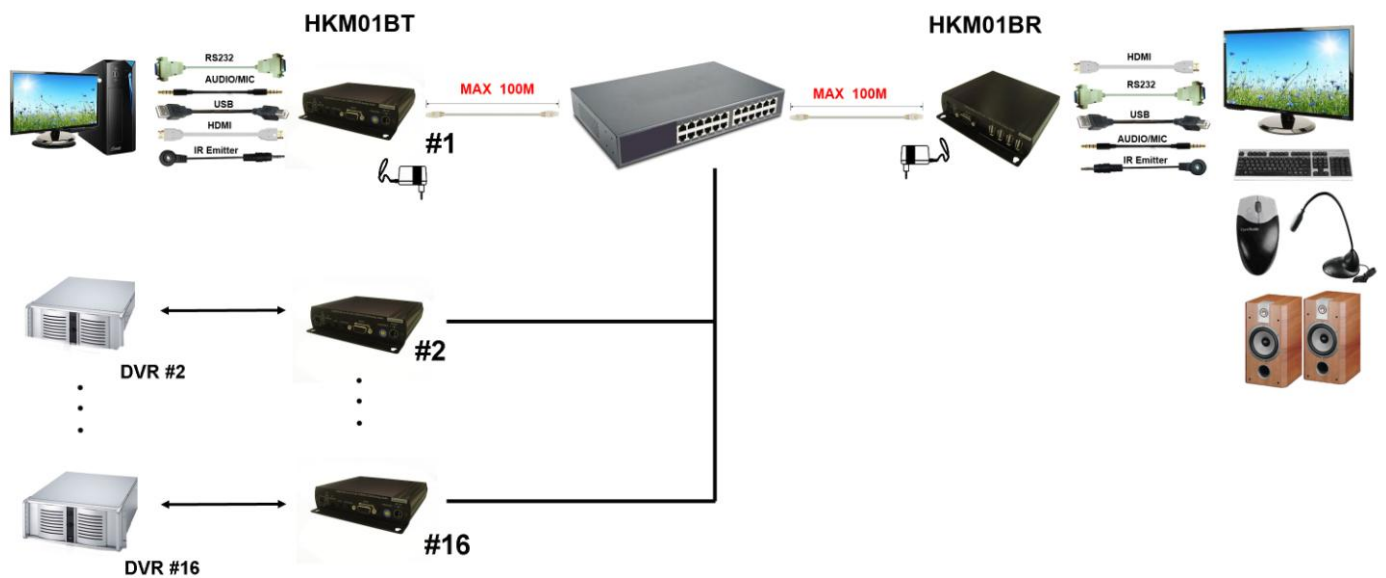 HKM01BT
HKM01BR
RS232
AUDIO/MIC
USB
HDMI
IR Emitter
MAX 100M
MAX 100M
HDMI
RS232
USB
AUDIO/MIC
IR Emitter
#1
#2
DVR #2
#16
DVR #16